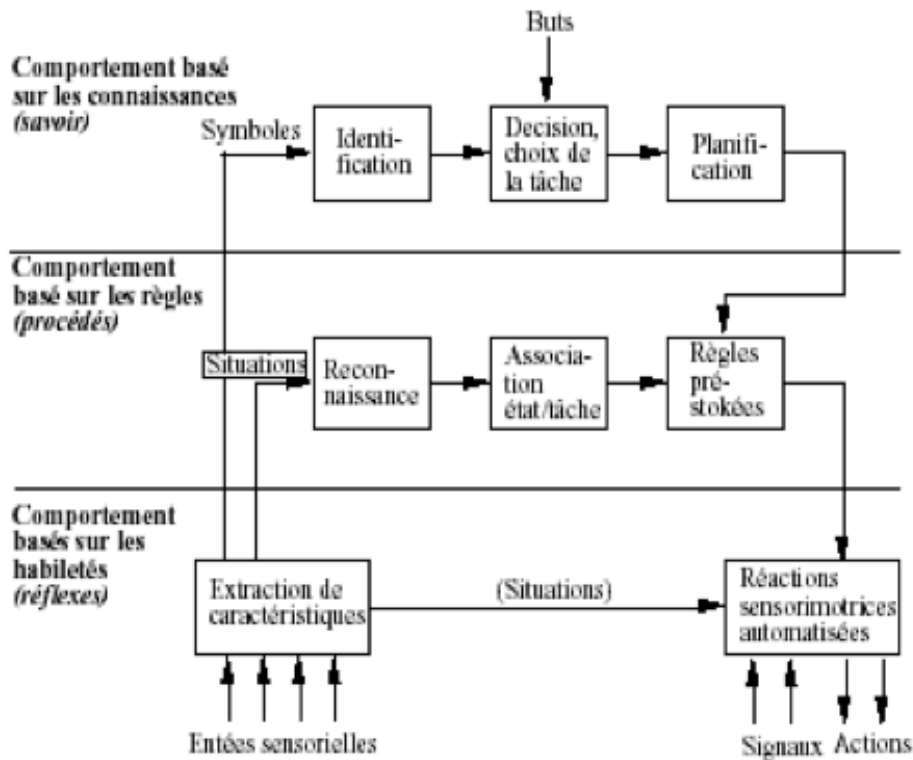 Buts
Comportement basé
sur les connaissances
(savoir)
Symboles
Identi-
fication
Decision,
choix de
la tâche
Planifi-
cation
Comportement
basé sur les règles
(procédés)
Situations
Recon-
naissance
Associa-
tion
état/tâche
Règles
pré-
stokées
Comportement
basés sur les
habiletés
(réflexes)
Extraction de
caractéristiques
(Situations)
Réactions
sensorimotrices
automatisées
Entées sensorielles
Signaux
Actions